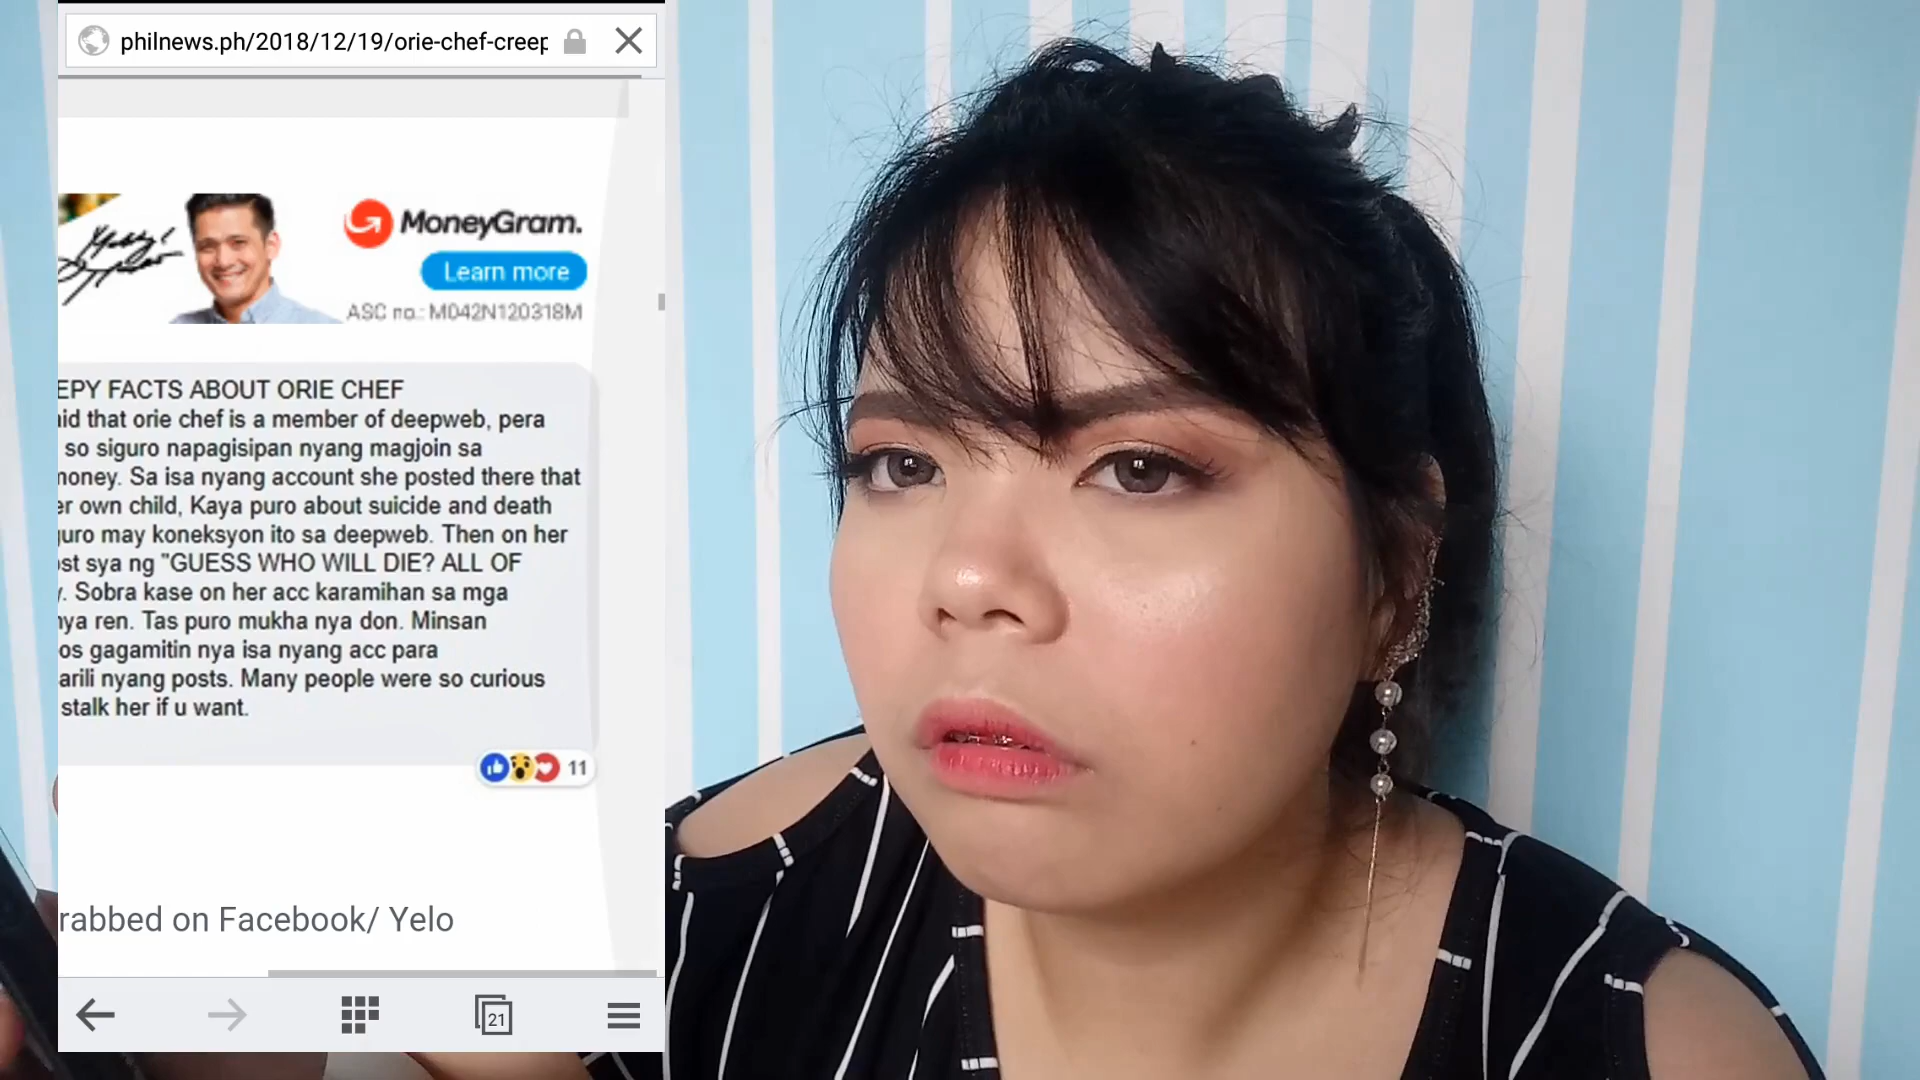 philnews.ph/2018/12/19/orie-chef-creep
MoneyGram.
Learn more
ASC no.: M042N120318M
EPY FACTS ABOUT ORIE CHEF
id that orie chef is a member of deepweb, pera
so siguro napagisipan nyang magjoin sa
money. Sa isa nyang account she posted there that
er own child, Kaya puro about suicide and death
guro may koneksyon ito sa deepweb. Then on her
ost sya ng "GUESS WHO WILL DIE? ALL OF
y. Sobra kase on her acc karamihan sa mga
nya ren. Tas puro mukha nya don. Minsan
os gagamitin nya isa nyang acc para
arili nyang posts. Many people were so curious
stalk her if u want.
11
rabbed on Facebook/ Yelo
21